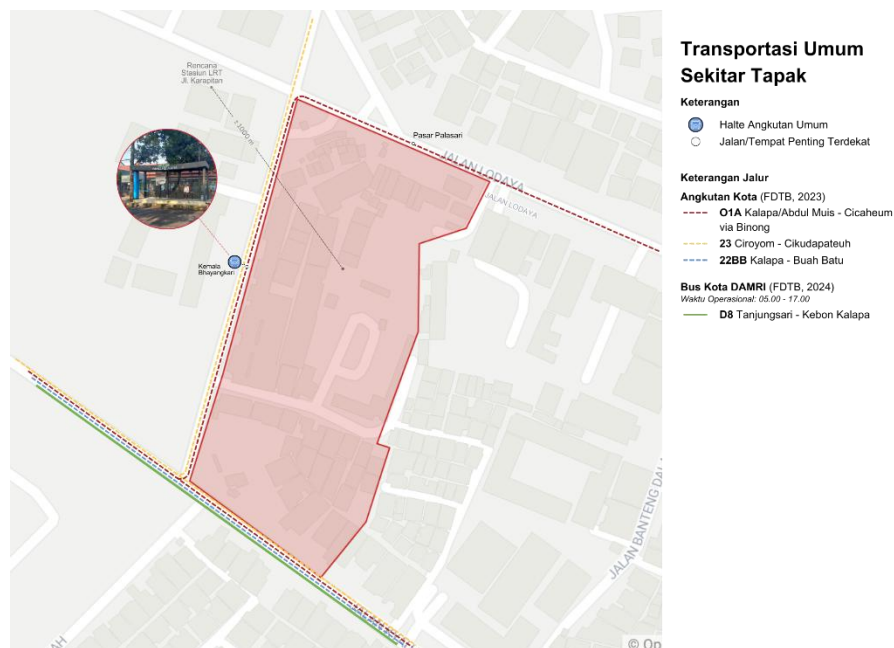 Transportasi Umum
Sekitar Tapak
Keterangan
Halte Angkutan Umum
Jalan/Tempat Penting Terdekat
Keterangan Jalur
Angkutan Kota (FDTB, 2023)
O1A Kalapa/Abdul Muis - Cicaheum
via Binong
23 Ciroyom - Cikudapateuh
22BB Kalapa - Buah Batu
Bus Kota DAMRI (FDTB, 2024)
Waktu Operasional: 05.00 - 17.00
D8 Tanjungsari - Kebon Kalapa
Rencana
Stasiun LRT
Jl. Karapitan
Pasar Palasari
JALAN LODAYA
JALAN LODAYA
Kemala
Bhayangkari
JALAN BANTENG DAL
AH
© Op